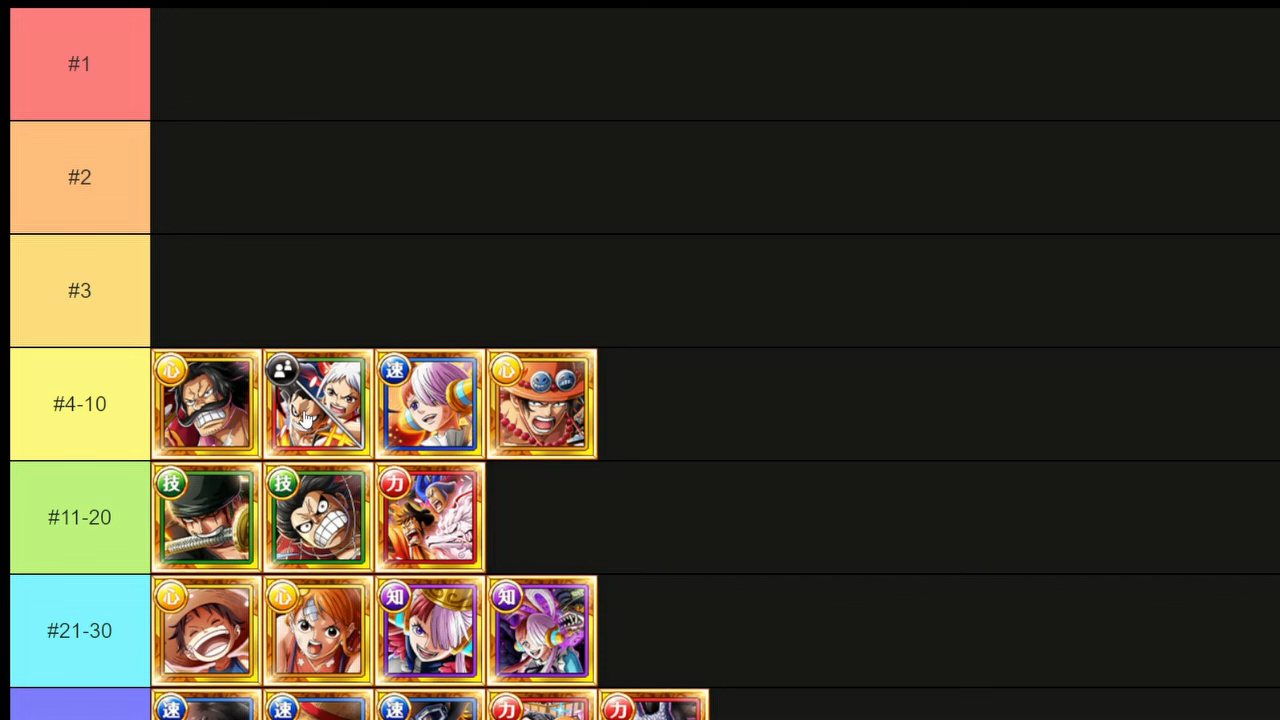 #1
#2
#3
#4-10
心
速
心
#11-20
技
技
力
#21-30
心
心
知
知
速
速
速
力
力